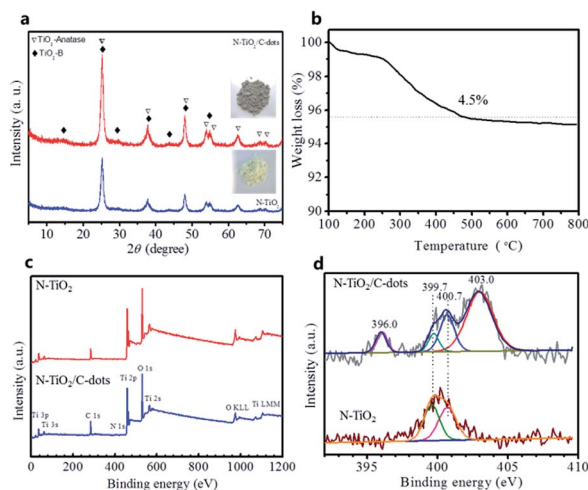 a
▽ TiO2-Anatase
◆ TiO2-B
N-TiO2/C-dots
N-TiO2
Intensity (a. u.)
10 20 30 40 50 60 70
2θ (degree)
b
100
98
96
94
92
90
4.5%
Weight loss (%)
100 200 300 400 500 600 700 800
Temperature ( °C)
c
N-TiO2
N-TiO2/C-dots
Ti 3p
Ti 3s
C 1s
N 1s
Ti 2p
O 1s
Ti 2s
O KLL
Ti LMM
Intensity (a.u.)
0 200 400 600 800 1000 1200
Binding energy (eV)
d
N-TiO2/C-dots
396.0
399.7
400.7
403.0
N-TiO2
Intensity (a.u.)
395 400 405 410
Binding energy (eV)